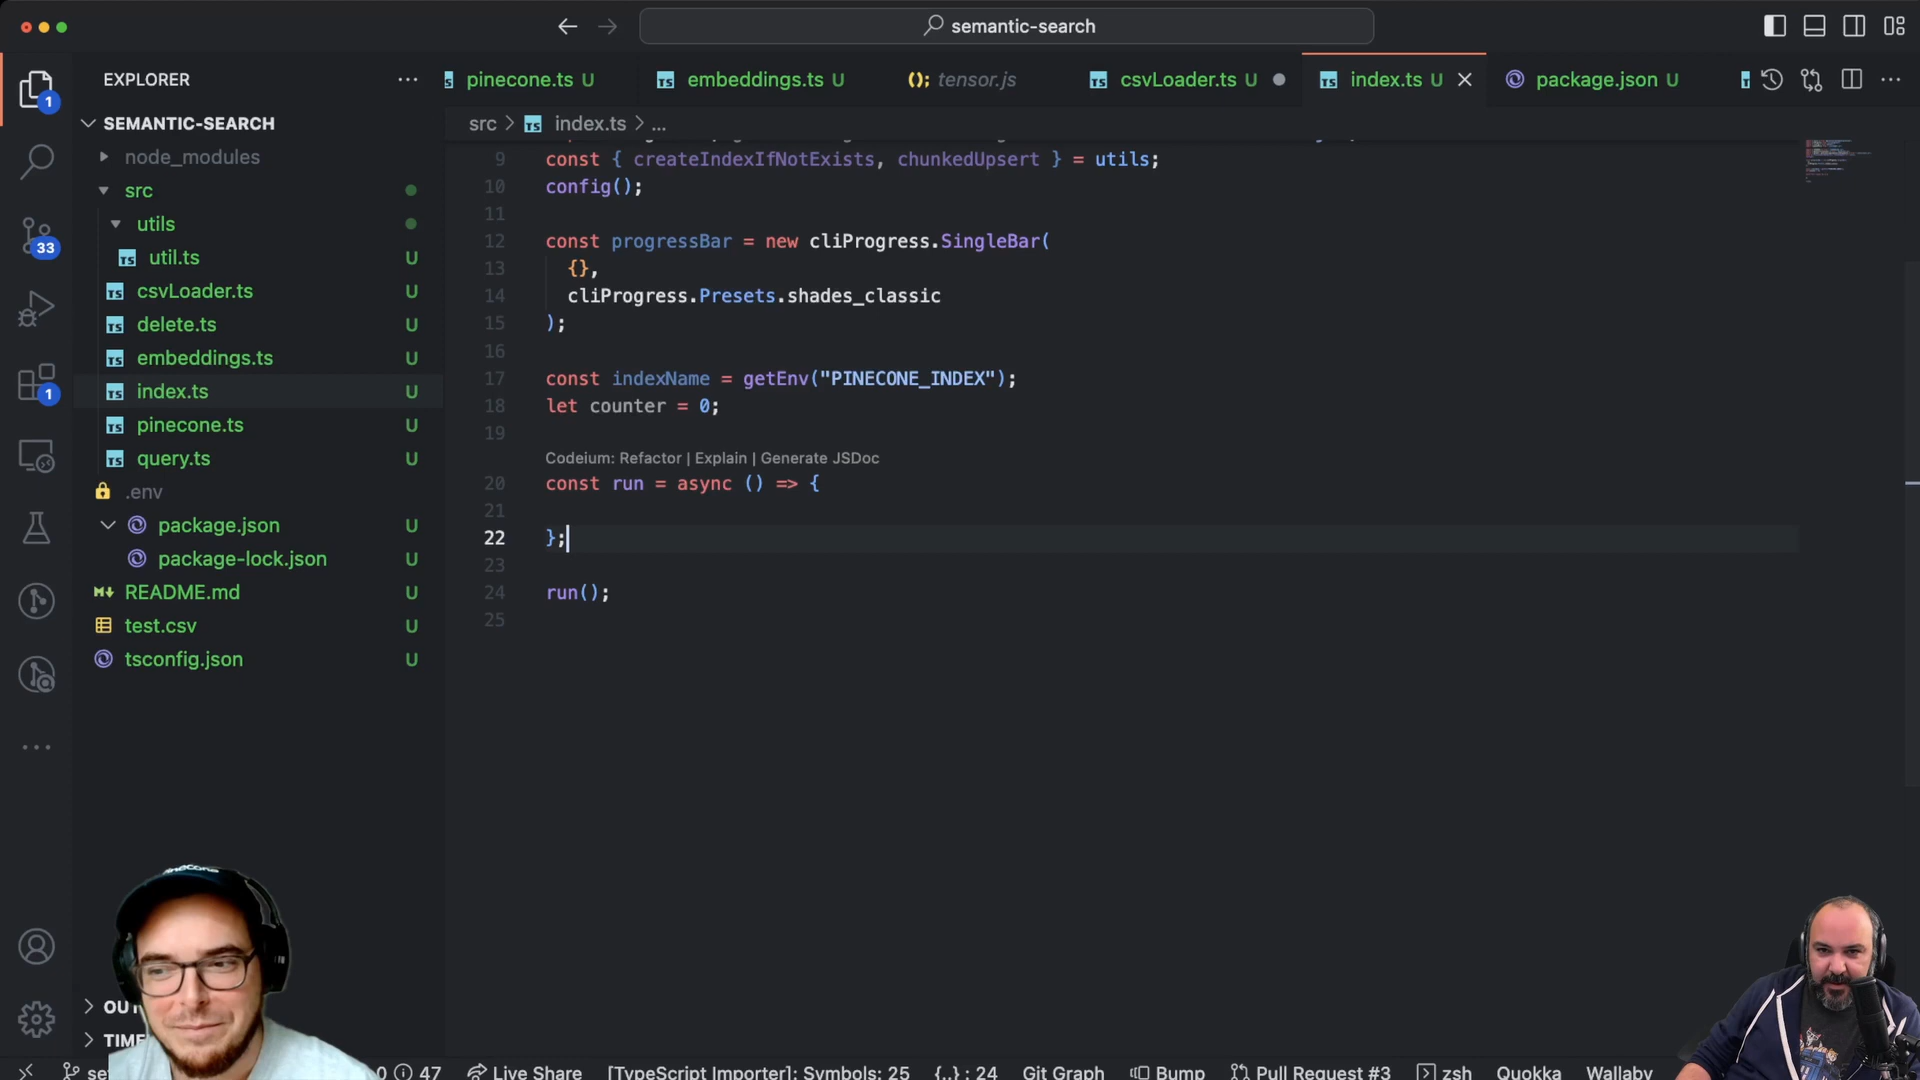 semantic-search
EXPLORER
pinecone.ts U
embeddings.ts U
tensor.js
csvLoader.ts U
index.ts U
package.json U
SEMANTIC-SEARCH
src > index.ts > ...
node_modules
src
utils
util.ts U
csvLoader.ts U
delete.ts U
embeddings.ts U
index.ts U
pinecone.ts U
query.ts U
.env
package.json U
package-lock.json U
README.md U
test.csv U
tsconfig.json U
1
33
1
9 const { createIndexIfNotExists, chunkedUpsert } = utils;
10 config();
11
12 const progressBar = new cliProgress.SingleBar(
13 {},
14 cliProgress.Presets.shades_classic
15 );
16
17 const indexName = getEnv("PINECONE_INDEX");
18 let counter = 0;
19
Codeium: Refactor | Explain | Generate JSDoc
20 const run = async () => {
21
22 };
23
24 run();
25
47 Live Share [TypeScript Importer]: Symbols: 25 {..} : 24 Git Graph Bump Pull Request #3 zsh Quokka Wallaby